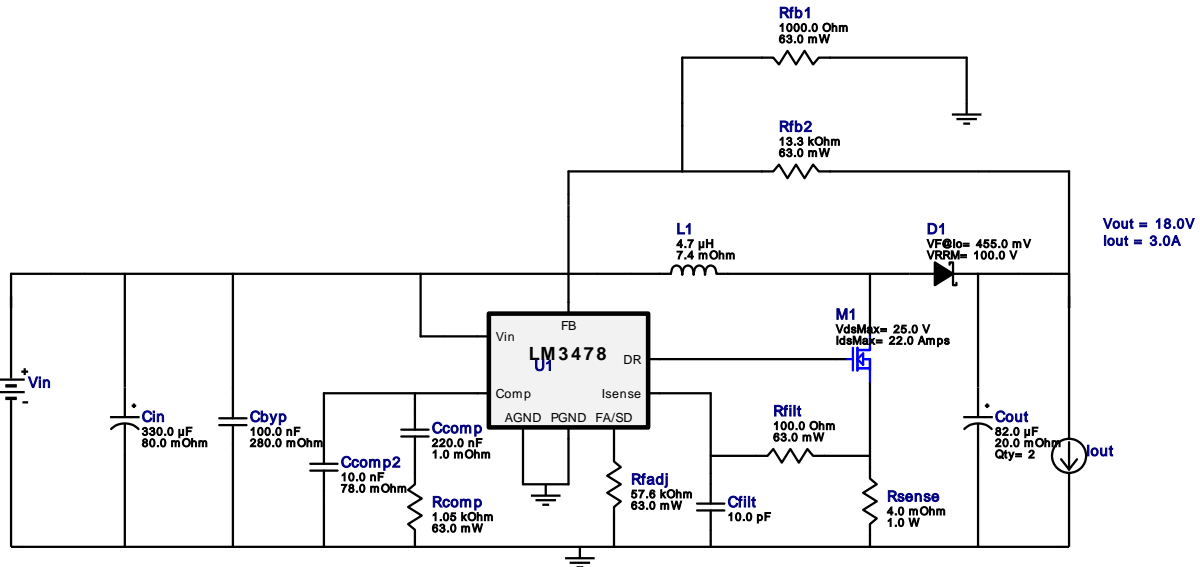 Rfb1
1000.0 Ohm
63.0 mW
Rfb2
13.3 kOhm
63.0 mW
Vout = 18.0V
Iout = 3.0A
L1
4.7 µH
7.4 mOhm
D1
VF@Io= 455.0 mV
VRRM= 100.0 V
M1
VdsMax= 25.0 V
IdsMax= 22.0 Amps
FB
Vin
LM3478
U1
DR
Comp
Isense
AGND
PGND
FA/SD
Vin
+
-
Cin
330.0 µF
80.0 mOhm
Cbyp
100.0 nF
280.0 mOhm
Ccomp2
10.0 nF
78.0 mOhm
Ccomp
220.0 nF
1.0 mOhm
Rcomp
1.05 kOhm
63.0 mW
Rfadj
57.6 kOhm
63.0 mW
Cfilt
10.0 pF
Rfilt
100.0 Ohm
63.0 mW
Rsense
4.0 mOhm
1.0 W
Cout
82.0 µF
20.0 mOhm
Qty= 2
Iout